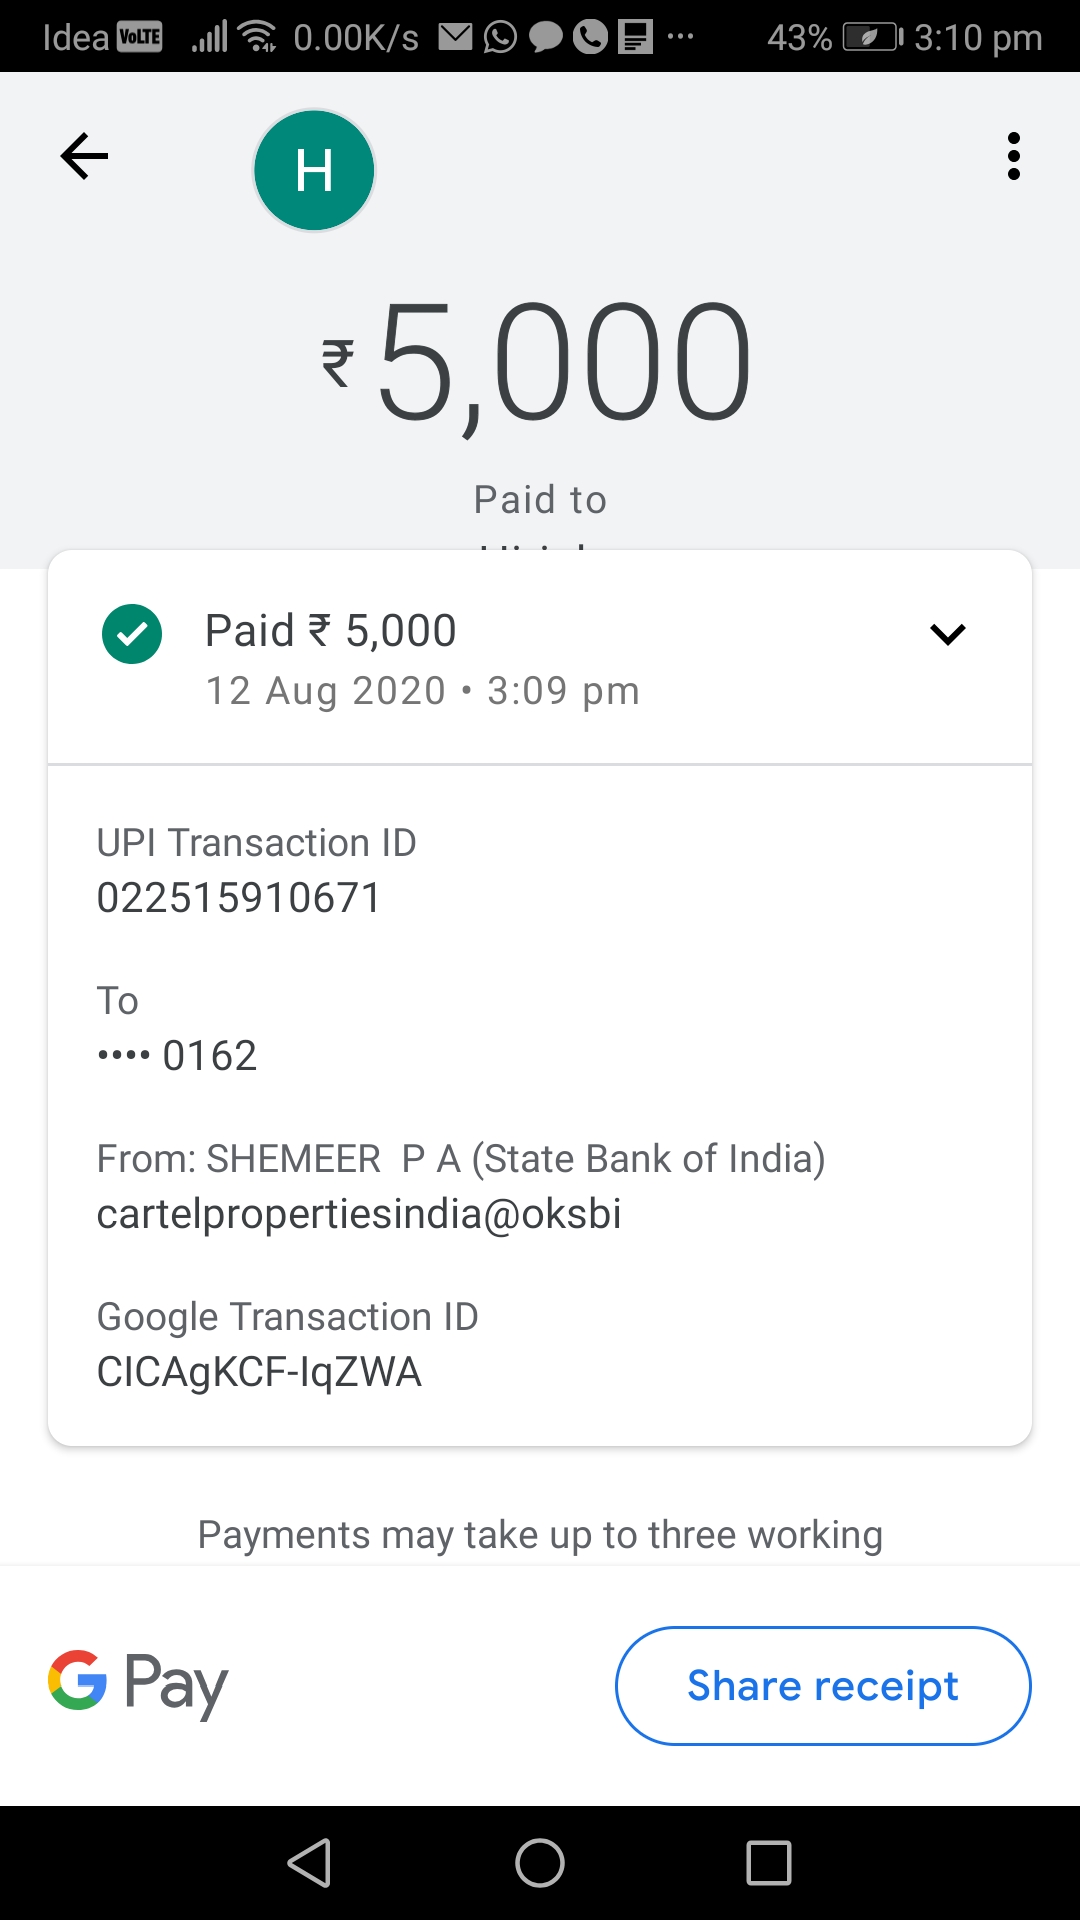 Idea VoLTE 0.00K/s ... 43% 3:10 pm
H
₹5,000
Paid to
Paid ₹ 5,000
12 Aug 2020 • 3:09 pm
UPI Transaction ID
022515910671
To
•••• 0162
From: SHEMEER  P A (State Bank of India)
cartelpropertiesindia@oksbi
Google Transaction ID
CICAgKCF-IqZWA
Payments may take up to three working
G Pay
Share receipt